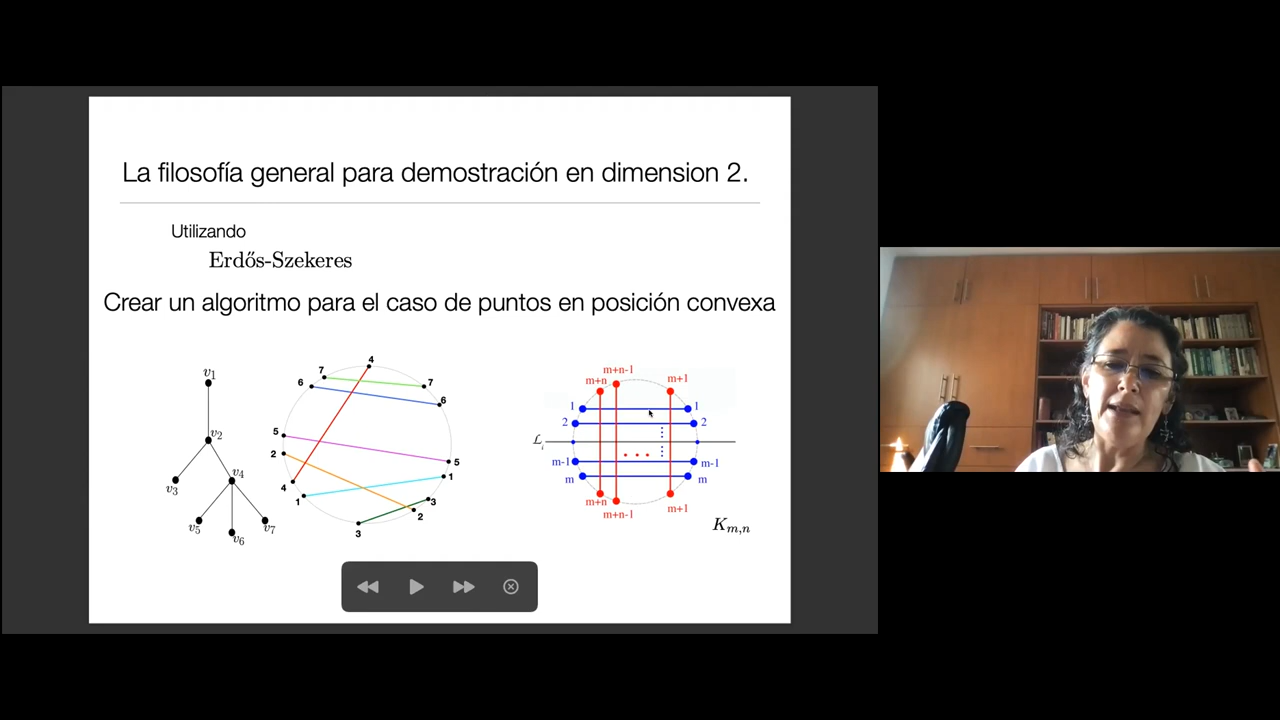 La filosofía general para demostración en dimension 2.
Utilizando
Erdős-Szekeres
Crear un algoritmo para el caso de puntos en posición convexa
v1
v2
v3
v4
v5
v6
v7
4
7
7
6
6
5
5
2
1
4
1
3
2
3
m+n-1
m+n
m+1
1
1
2
2
ℒi
m-1
m-1
m
m
m+n
m+n-1
m+1
Km,n